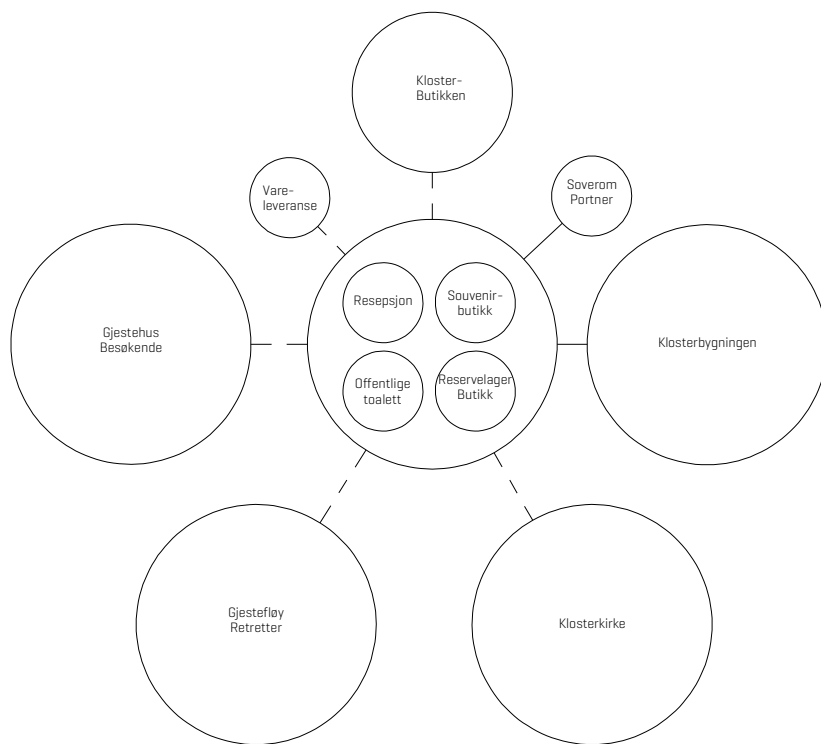 Kloster-
Butikken
Vare-
leveranse
Soverom
Portner
Resepsjon
Souvenir-
butikk
Gjestehus
Besøkende
Klosterbygningen
Offentlige
toalett
Reservelager
Butikk
Gjestefløy
Retretter
Klosterkirke